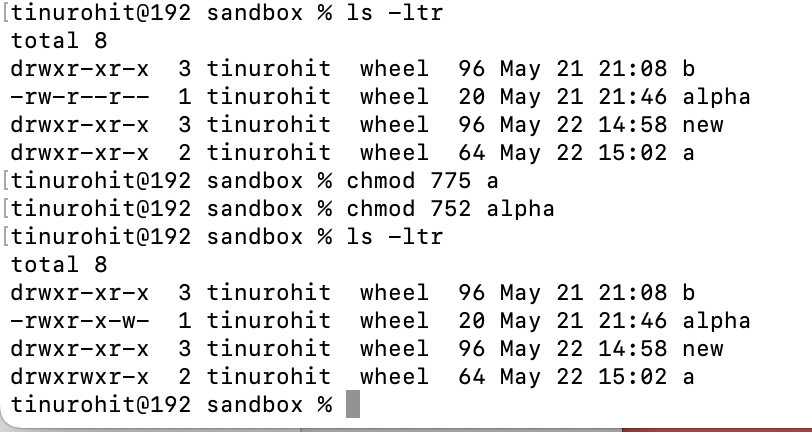 [tinurohit@192 sandbox % ls -ltr
total 8
drwxr-xr-x  3 tinurohit  wheel  96 May 21 21:08 b
-rw-r--r--  1 tinurohit  wheel  20 May 21 21:46 alpha
drwxr-xr-x  3 tinurohit  wheel  96 May 22 14:58 new
drwxr-xr-x  2 tinurohit  wheel  64 May 22 15:02 a
[tinurohit@192 sandbox % chmod 775 a
[tinurohit@192 sandbox % chmod 752 alpha
[tinurohit@192 sandbox % ls -ltr
total 8
drwxr-xr-x  3 tinurohit  wheel  96 May 21 21:08 b
-rwxr-x-w-  1 tinurohit  wheel  20 May 21 21:46 alpha
drwxr-xr-x  3 tinurohit  wheel  96 May 22 14:58 new
drwxrwxr-x  2 tinurohit  wheel  64 May 22 15:02 a
tinurohit@192 sandbox %